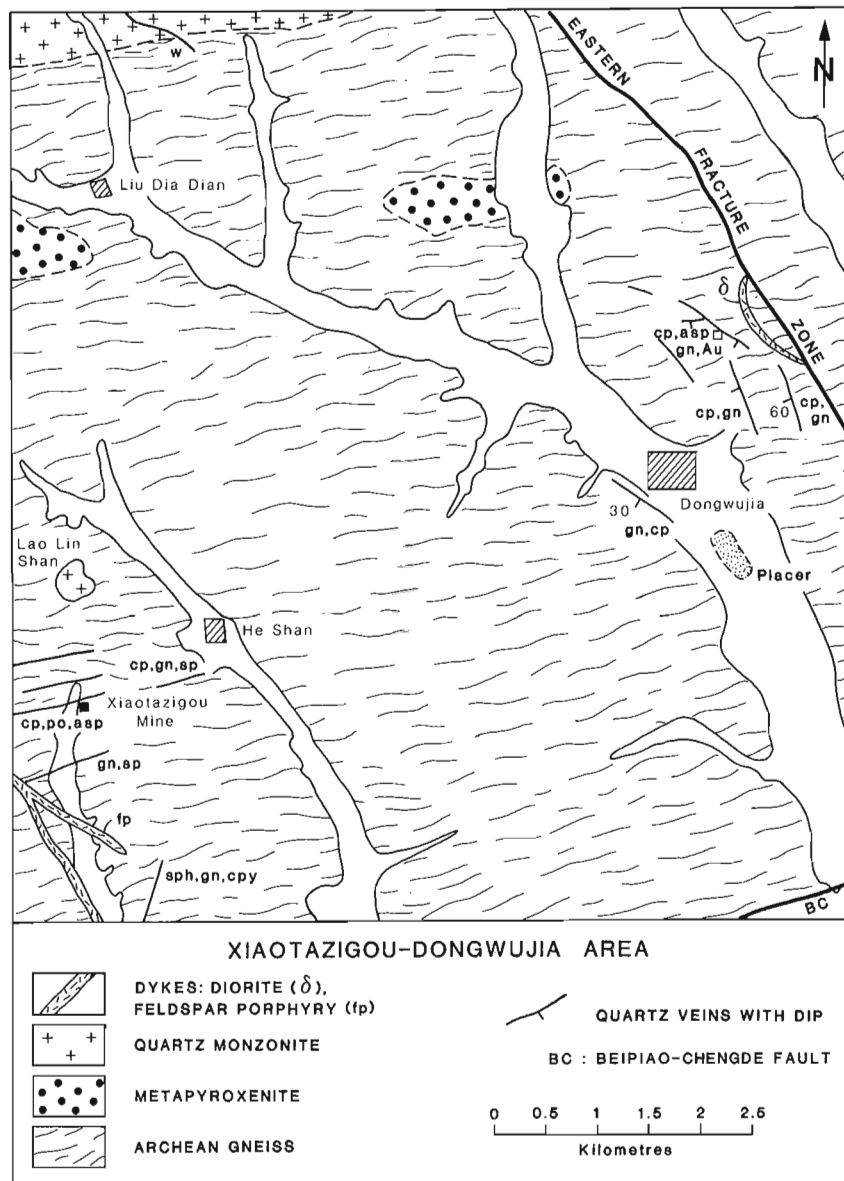 W
EASTERN FRACTURE ZONE
N
Liu Dia Dian
δ
cp,asp
gn,Au
cp,gn
60
cp,
gn
Dongwujia
30
gn,cp
Placer
Lao Lin
Shan
He Shan
cp,gn,sp
Xiaotazigou
Mine
cp,po,asp
gn,sp
fp
sph,gn,cpy
BC
XIAOTAZIGOU-DONGWUJIA AREA
DYKES: DIORITE (δ),
FELDSPAR PORPHYRY (fp)
QUARTZ MONZONITE
METAPYROXENITE
ARCHEAN GNEISS
QUARTZ VEINS WITH DIP
BC : BEIPIAO-CHENGDE FAULT
0 0.5 1 1.5 2 2.5
Kilometres